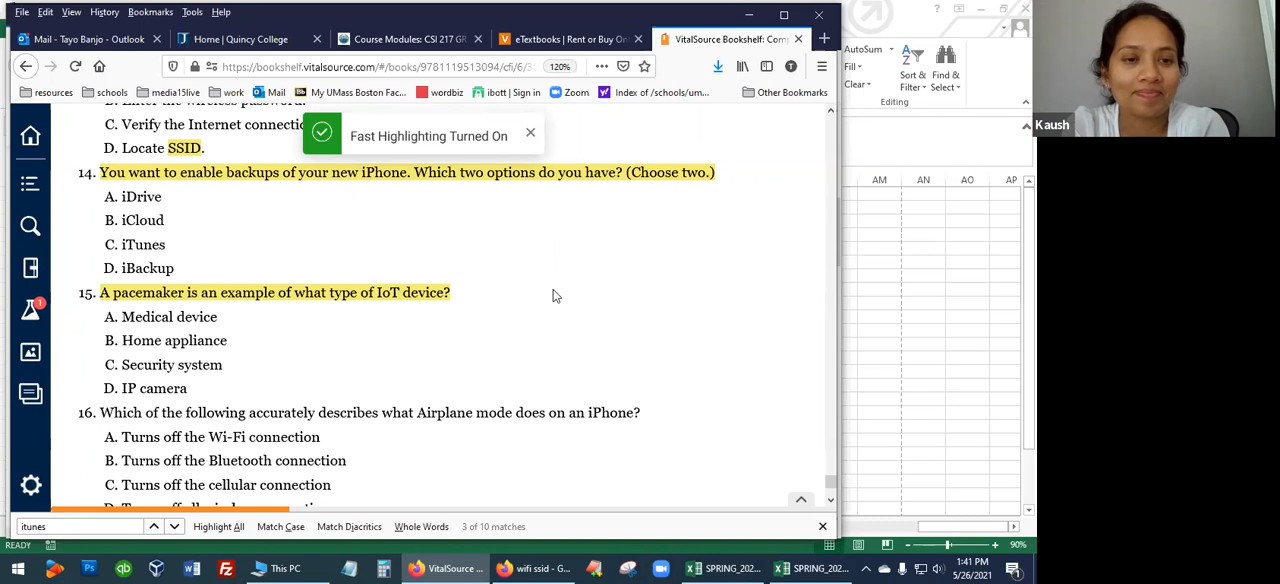 File Edit View History Bookmarks Tools Help
Mail - Tayo Banjo - Outlook
Home | Quincy College
Course Modules: CSI 217 GR
eTextbooks | Rent or Buy On
VitalSource Bookshelf: Comp
https://bookshelf.vitalsource.com/#/books/9781119513094/cfi/6/3
120%
resources schools media15live work Mail My UMass Boston Fac... wordbiz ibott | Sign in Zoom Index of /schools/um... Other Bookmarks
C. Verify the Internet connectio
Fast Highlighting Turned On
D. Locate SSID.
14. You want to enable backups of your new iPhone. Which two options do you have? (Choose two.)
A. iDrive
B. iCloud
C. iTunes
D. iBackup
15. A pacemaker is an example of what type of IoT device?
A. Medical device
B. Home appliance
C. Security system
D. IP camera
16. Which of the following accurately describes what Airplane mode does on an iPhone?
A. Turns off the Wi-Fi connection
B. Turns off the Bluetooth connection
C. Turns off the cellular connection
itunes Highlight All Match Case Match Diacritics Whole Words 3 of 10 matches
AutoSum
Fill
Clear
Sort & Filter
Find & Select
Editing
AM AN AO AP
Kaush
READY
90%
This PC
VitalSource ...
wifi ssid - G...
SPRING_202...
SPRING_202...
1:41 PM
5/26/2021